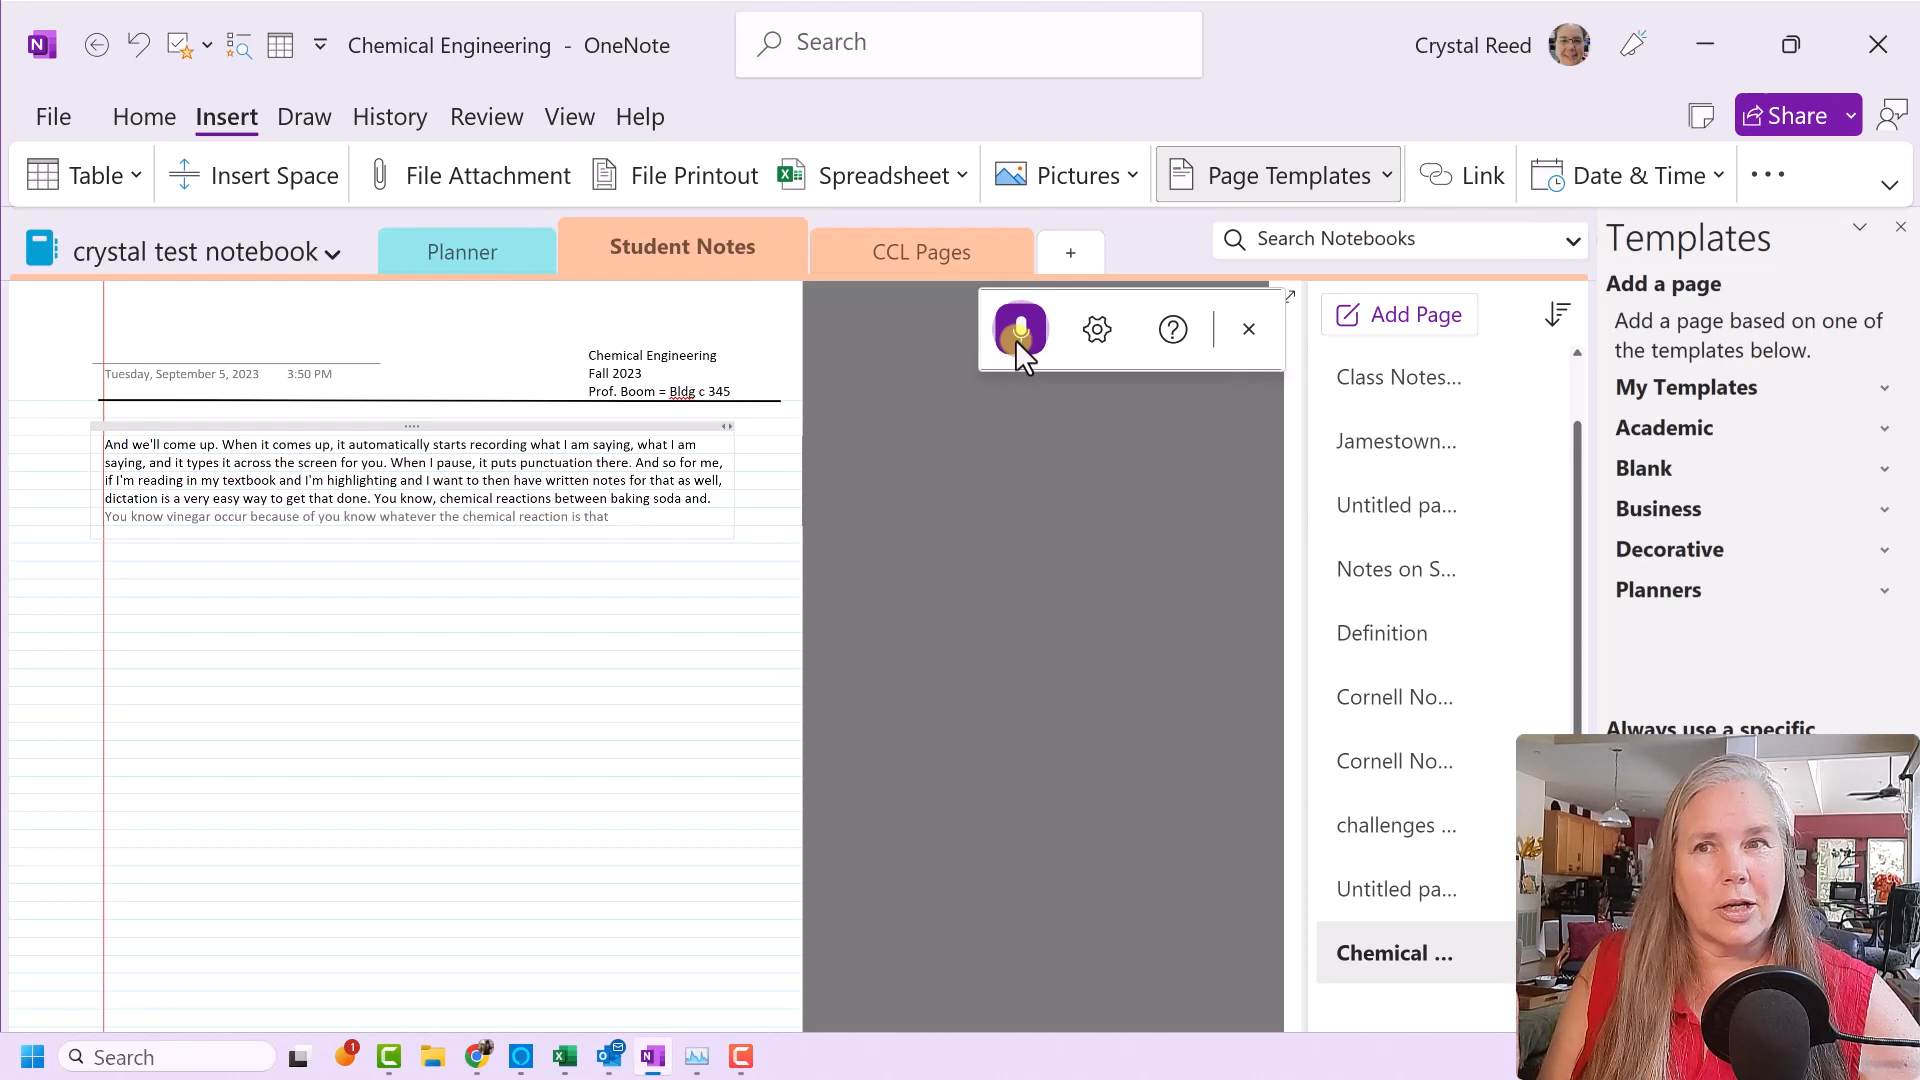 Chemical Engineering - OneNote
Search
Crystal Reed
File Home Insert Draw History Review View Help
Share
Table Insert Space File Attachment File Printout Spreadsheet Pictures Page Templates Link Date & Time
crystal test notebook
Planner
Student Notes
CCL Pages
+
Search Notebooks
Templates
Add a page
Add a page based on one of
the templates below.
My Templates
Academic
Blank
Business
Decorative
Planners
Always use a specific
Add Page
Class Notes...
Jamestown...
Untitled pa...
Notes on S...
Definition
Cornell No...
Cornell No...
challenges ...
Untitled pa...
Chemical ...
Tuesday, September 5, 2023 3:50 PM
Chemical Engineering
Fall 2023
Prof. Boom = Bldg c 345
And we'll come up. When it comes up, it automatically starts recording what I am saying, what I am
saying, and it types it across the screen for you. When I pause, it puts punctuation there. And so for me,
if I'm reading in my textbook and I'm highlighting and I want to then have written notes for that as well,
dictation is a very easy way to get that done. You know, chemical reactions between baking soda and.
You know vinegar occur because of you know whatever the chemical reaction is that
Search
1